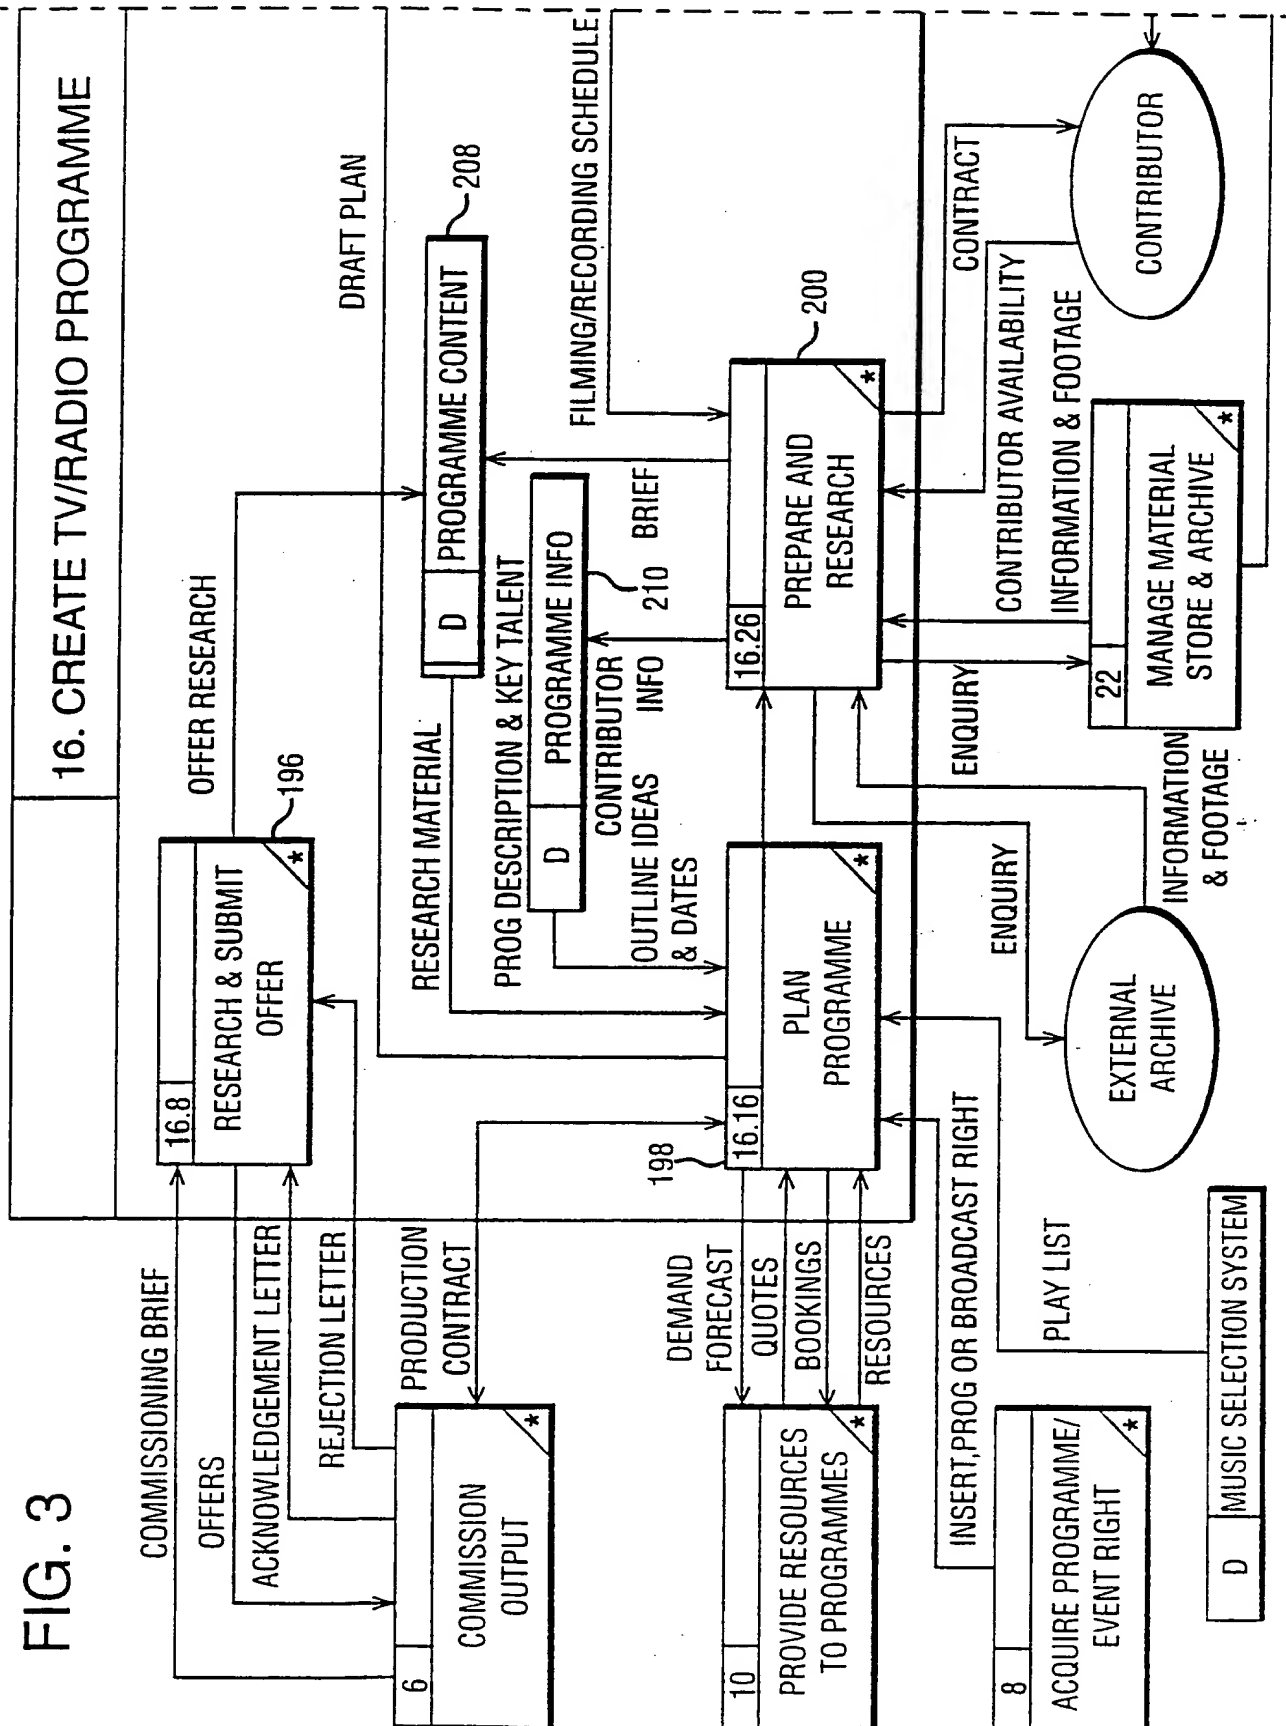 FIG. 3
16. CREATE TV/RADIO PROGRAMME
COMMISSIONING BRIEF
OFFERS
ACKNOWLEDGEMENT LETTER
REJECTION LETTER
16.8
RESEARCH & SUBMIT
OFFER
*
196
OFFER RESEARCH
DRAFT PLAN
6
COMMISSION
OUTPUT
*
PRODUCTION
CONTRACT
RESEARCH MATERIAL
D
PROGRAMME CONTENT
208
PROG DESCRIPTION & KEY TALENT
D
PROGRAMME INFO
210
BRIEF
FILMING/RECORDING SCHEDULE
CONTRIBUTOR
INFO
OUTLINE IDEAS
& DATES
10
PROVIDE RESOURCES
TO PROGRAMMES
*
DEMAND
FORECAST
QUOTES
BOOKINGS
RESOURCES
198
16.16
PLAN
PROGRAMME
*
16.26
PREPARE AND
RESEARCH
*
200
8
ACQUIRE PROGRAMME/
EVENT RIGHT
*
INSERT,PROG OR BROADCAST RIGHT
PLAY LIST
D
MUSIC SELECTION SYSTEM
ENQUIRY
EXTERNAL
ARCHIVE
INFORMATION
& FOOTAGE
ENQUIRY
22
MANAGE MATERIAL
STORE & ARCHIVE
*
INFORMATION & FOOTAGE
CONTRIBUTOR AVAILABILITY
CONTRACT
CONTRIBUTOR